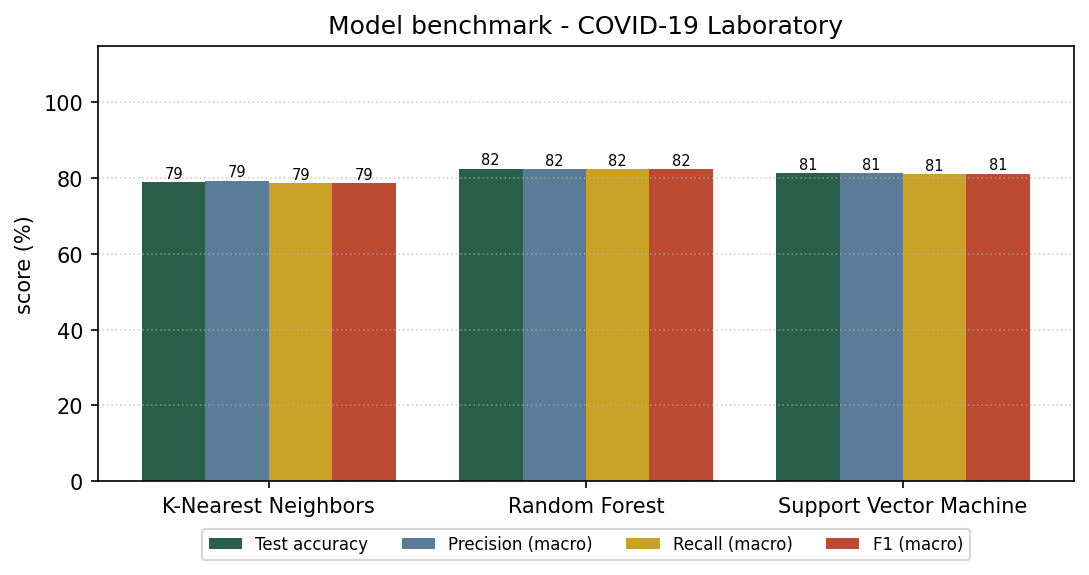 Model benchmark - COVID-19 Laboratory
score (%)
100
80
60
40
20
0
79 79 79 79 82 82 82 82 81 81 81 81
K-Nearest Neighbors Random Forest Support Vector Machine
Test accuracy Precision (macro) Recall (macro) F1 (macro)